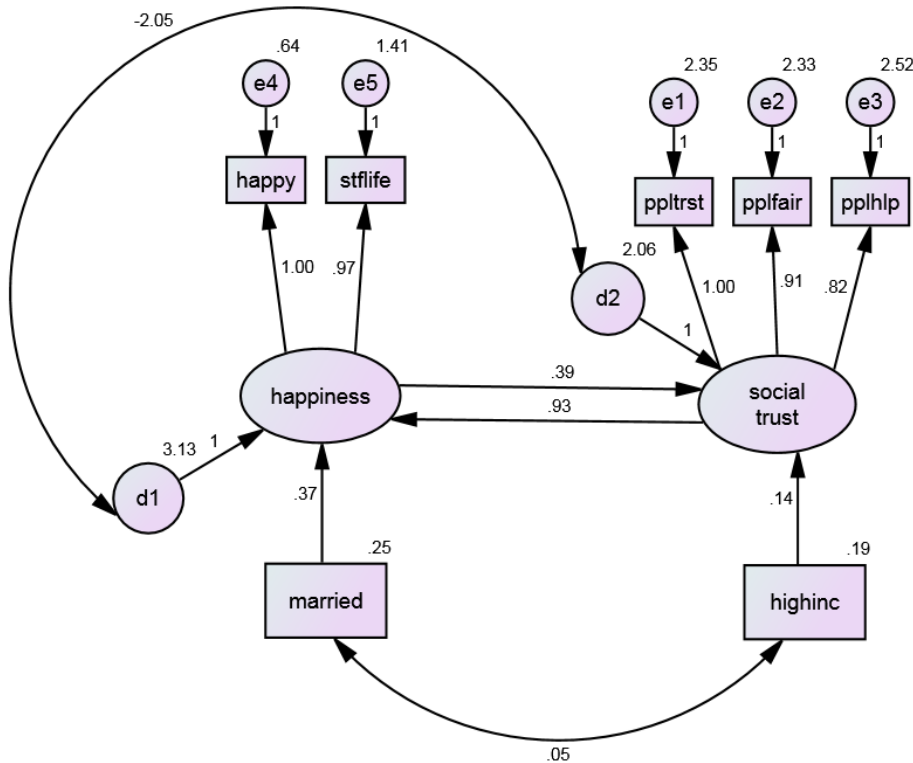 -2.05
.64
1.41
2.35
2.33
2.52
e4
e5
e1
e2
e3
1
1
1
1
1
happy
stflife
ppltrst
pplfair
pplhlp
2.06
1.00
.97
1.00
.91
.82
d2
1
.39
happiness
social
trust
.93
3.13
1
d1
.37
.14
.25
.19
married
highinc
.05